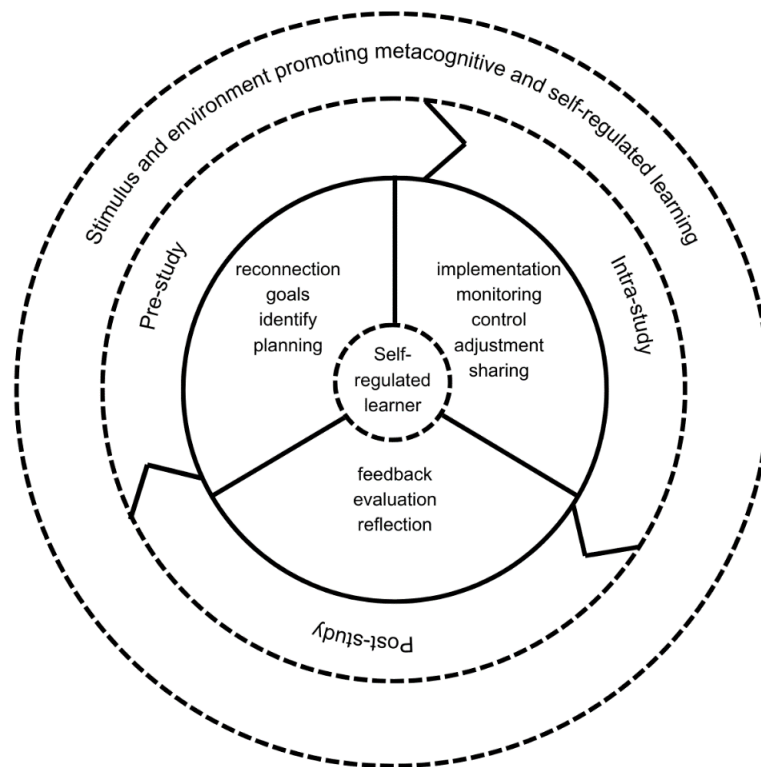 Stimulus and environment promoting metacognitive and self-regulated learning
Pre-study
reconnection
goals
identify
planning
Intra-study
implementation
monitoring
control
adjustment
sharing
Self-
regulated
learner
feedback
evaluation
reflection
Post-study